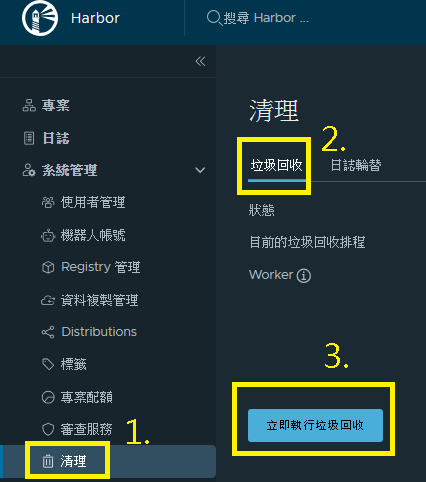 Harbor
搜尋 Harbor ...
專案
日誌
系統管理
使用者管理
機器人帳號
Registry 管理
資料複製管理
Distributions
標籤
專案配額
審查服務
1.
清理
清理
2.
垃圾回收
日誌輪替
狀態
目前的垃圾回收排程
Worker
3.
立即執行垃圾回收